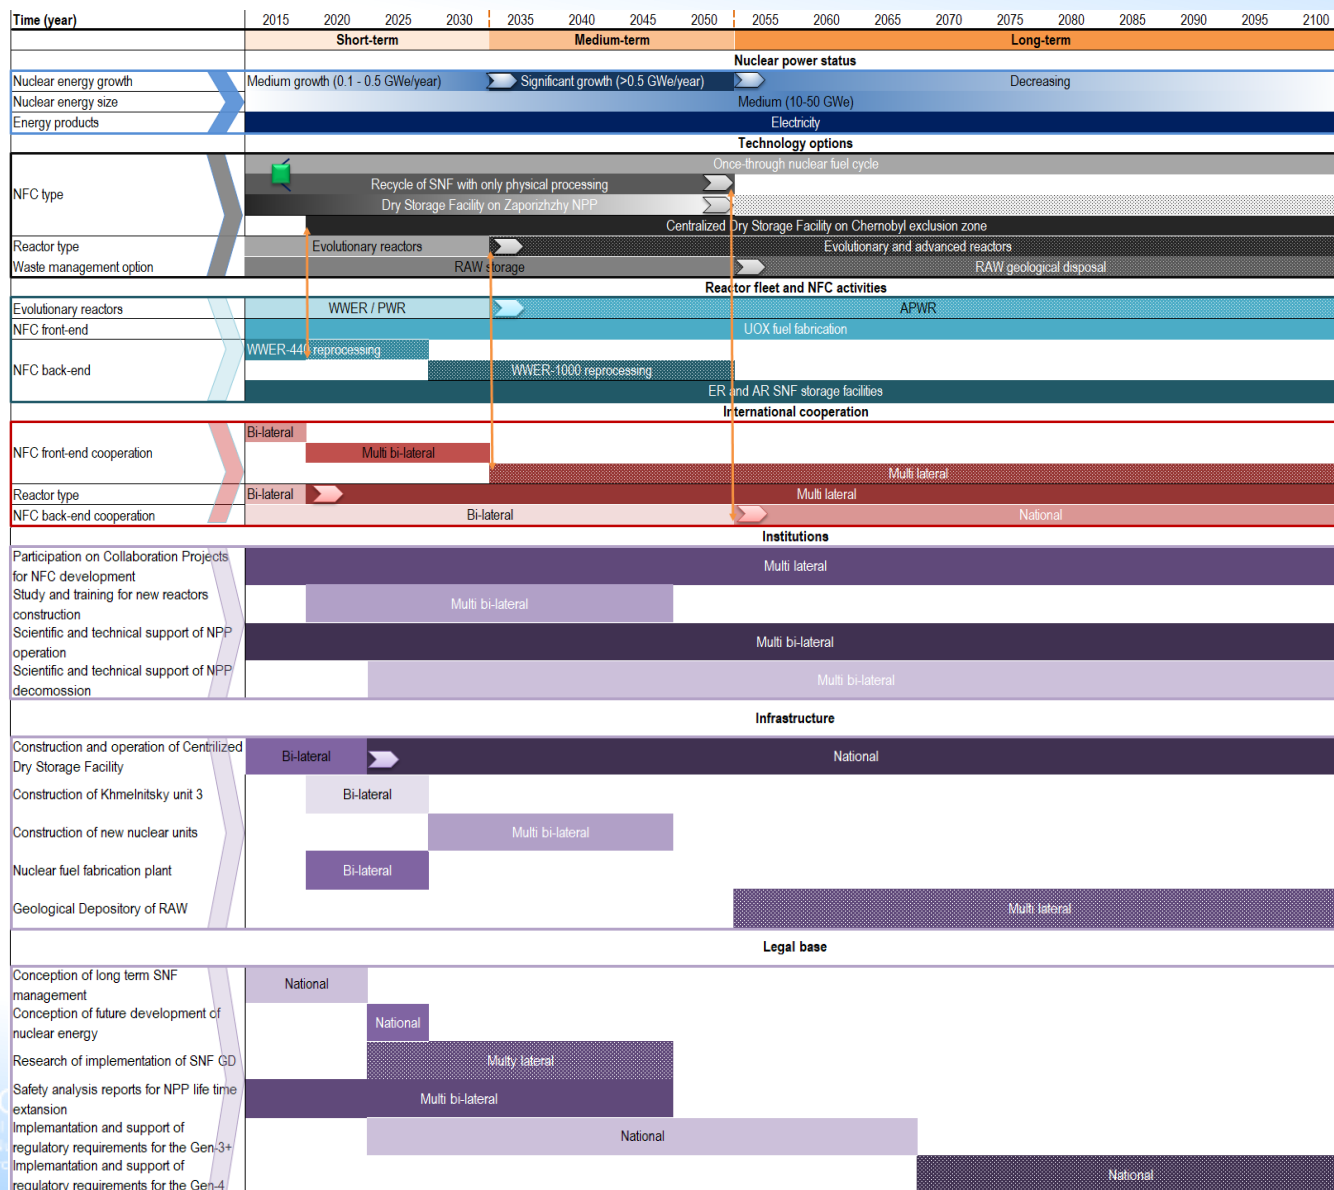 Time (year) 2015 2020 2025 2030 2035 2040 2045 2050 2055 2060 2065 2070 2075 2080 2085 2090 2095 2100
Short-term Medium-term Long-term
Nuclear power status
Nuclear energy growth Medium growth (0.1 - 0.5 GWe/year) Significant growth (>0.5 GWe/year) Decreasing
Nuclear energy size Medium (10-50 GWe)
Energy products Electricity
Technology options
Once-through nuclear fuel cycle
Recycle of SNF with only physical processing
NFC type
Dry Storage Facility on Zaporizhzhy NPP
Centralized Dry Storage Facility on Chernobyl exclusion zone
Reactor type Evolutionary reactors Evolutionary and advanced reactors
Waste management option RAW storage RAW geological disposal
Reactor fleet and NFC activities
Evolutionary reactors WWER / PWR APWR
NFC front-end UOX fuel fabrication
WWER-440 reprocessing
NFC back-end WWER-1000 reprocessing
ER and AR SNF storage facilities
International cooperation
Bi-lateral
NFC front-end cooperation Multi bi-lateral
Multi lateral
Reactor type Bi-lateral Multi lateral
NFC back-end cooperation Bi-lateral National
Institutions
Participation on Collaboration Projects
for NFC development
Multi lateral
Study and training for new reactors
construction
Multi bi-lateral
Scientific and technical support of NPP
operation
Multi bi-lateral
Scientific and technical support of NPP
decomossion
Multi bi-lateral
Infrastructure
Construction and operation of Centrilized
Dry Storage Facility
Bi-lateral National
Construction of Khmelnitsky unit 3 Bi-lateral
Construction of new nuclear units Multi bi-lateral
Nuclear fuel fabrication plant Bi-lateral
Geological Depository of RAW Multi lateral
Legal base
Conception of long term SNF
management
National
Conception of future development of
nuclear energy
National
Research of implementation of SNF GD Multy lateral
Safety analysis reports for NPP life time
extansion
Multi bi-lateral
Implemantation and support of
regulatory requirements for the Gen-3+
National
Implemantation and support of
regulatory requirements for the Gen-4
National